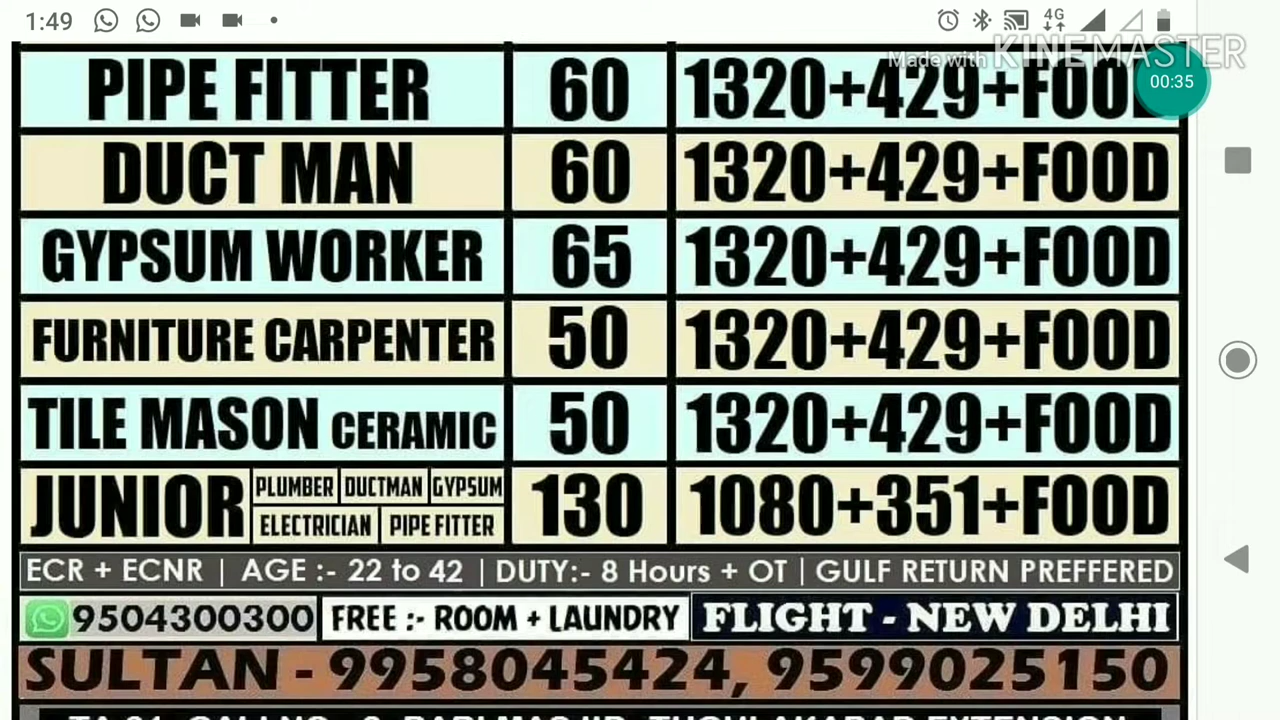 1:49
4G
Made with KINEMASTER
00:35
PIPE FITTER 60 1320+429+FOOD
DUCT MAN 60 1320+429+FOOD
GYPSUM WORKER 65 1320+429+FOOD
FURNITURE CARPENTER 50 1320+429+FOOD
TILE MASON CERAMIC 50 1320+429+FOOD
JUNIOR PLUMBER DUCTMAN GYPSUM 130 1080+351+FOOD
ELECTRICIAN PIPE FITTER
ECR + ECNR | AGE :- 22 to 42 | DUTY:- 8 Hours + OT | GULF RETURN PREFFERED
9504300300 FREE :- ROOM + LAUNDRY FLIGHT - NEW DELHI
SULTAN - 9958045424, 9599025150